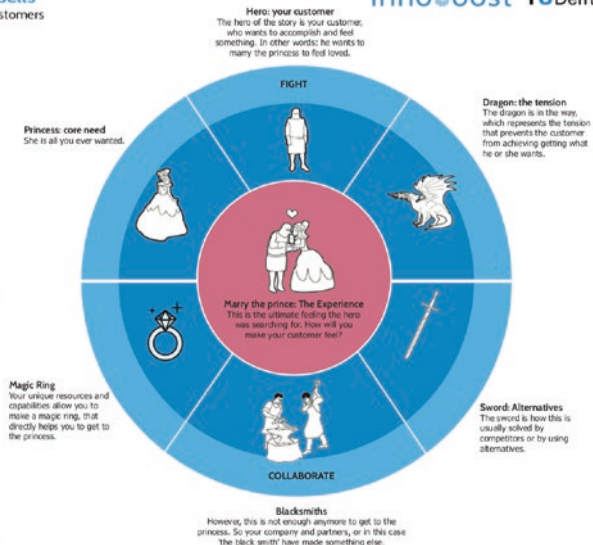 stomers
Hero: your customer
The hero of the story is your customer,
who wants to accomplish and feel
something. In other words: he wants to
marry the princess to feel loved.
FIGHT
Dragon: the tension
The dragon is in the way,
which represents the tension
that prevents the customer
from achieving getting what
he or she wants.
Princess: core need
She is all you ever wanted.
Marry the prince: The Experience
This is the ultimate feeling the hero
was searching for. How will you
make your customer feel?
Magic Ring
Your unique resources and
capabilities allow you to
make a magic ring, that
directly helps you to get to
the princess.
Sword: Alternatives
The sword is how this is
usually solved by
competitors or by using
alternatives.
COLLABORATE
Blacksmiths
However, this is not enough anymore to get to the
princess. So your company and partners, or in this case
'the black smith' have made something else.